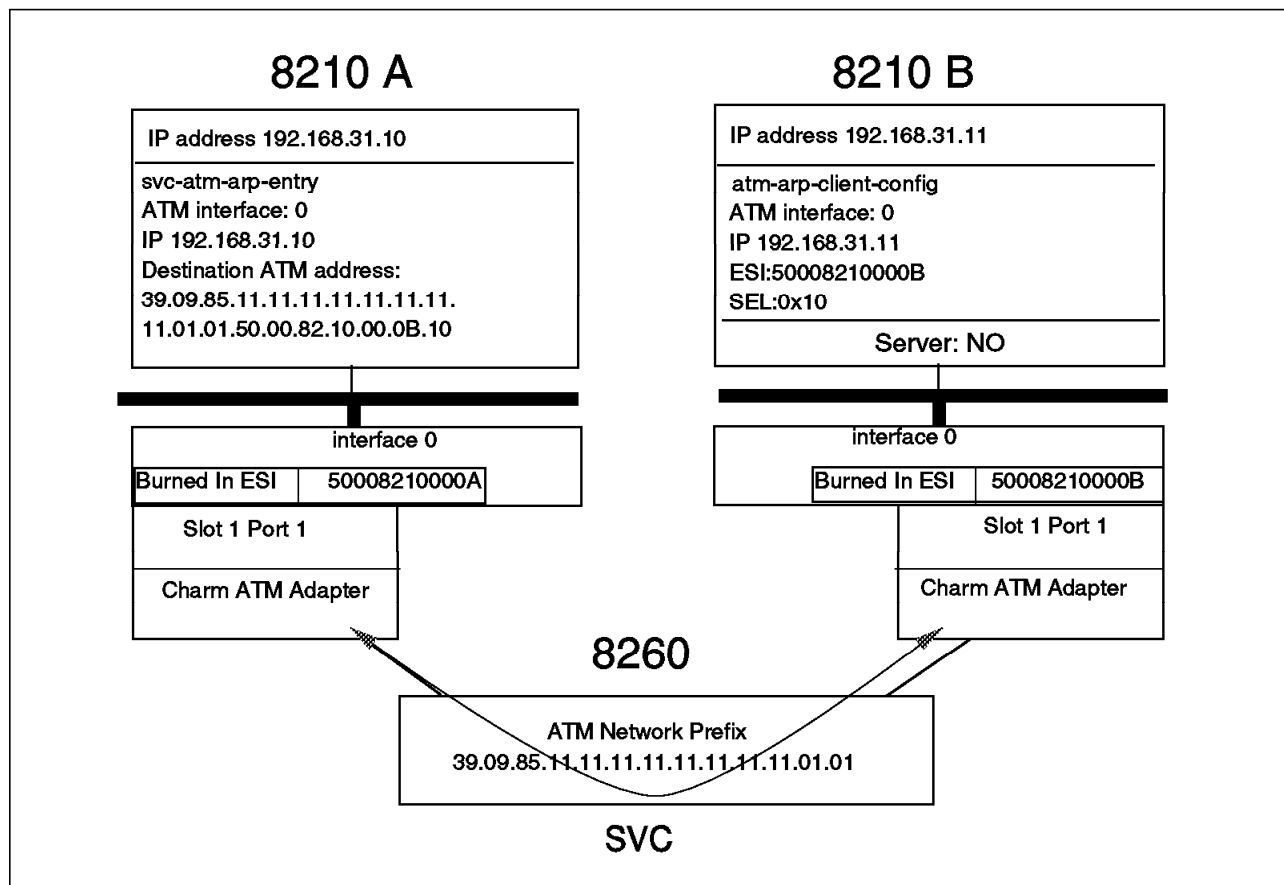 8210 A
IP address 192.168.31.10
svc-atm-arp-entry
ATM interface: 0
IP 192.168.31.10
Destination ATM address:
39.09.85.11.11.11.11.11.11.11.
11.01.01.50.00.82.10.00.0B.10
interface 0
Burned In ESI 50008210000A
Slot 1 Port 1
Charm ATM Adapter
8210 B
IP address 192.168.31.11
atm-arp-client-config
ATM interface: 0
IP 192.168.31.11
ESI:50008210000B
SEL:0x10
Server: NO
interface 0
Burned In ESI 50008210000B
Slot 1 Port 1
Charm ATM Adapter
8260
ATM Network Prefix
39.09.85.11.11.11.11.11.11.11.11.01.01
SVC